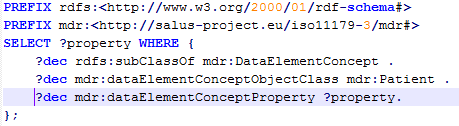 PREFIX rdfs:<http://www.w3.org/2000/01/rdf-schema#>
PREFIX mdr:<http://salus-project.eu/iso11179-3/mdr#>
SELECT ?property WHERE {
    ?dec rdfs:subClassOf mdr:DataElementConcept .
    ?dec mdr:dataElementConceptObjectClass mdr:Patient .
    ?dec mdr:dataElementConceptProperty ?property.
};